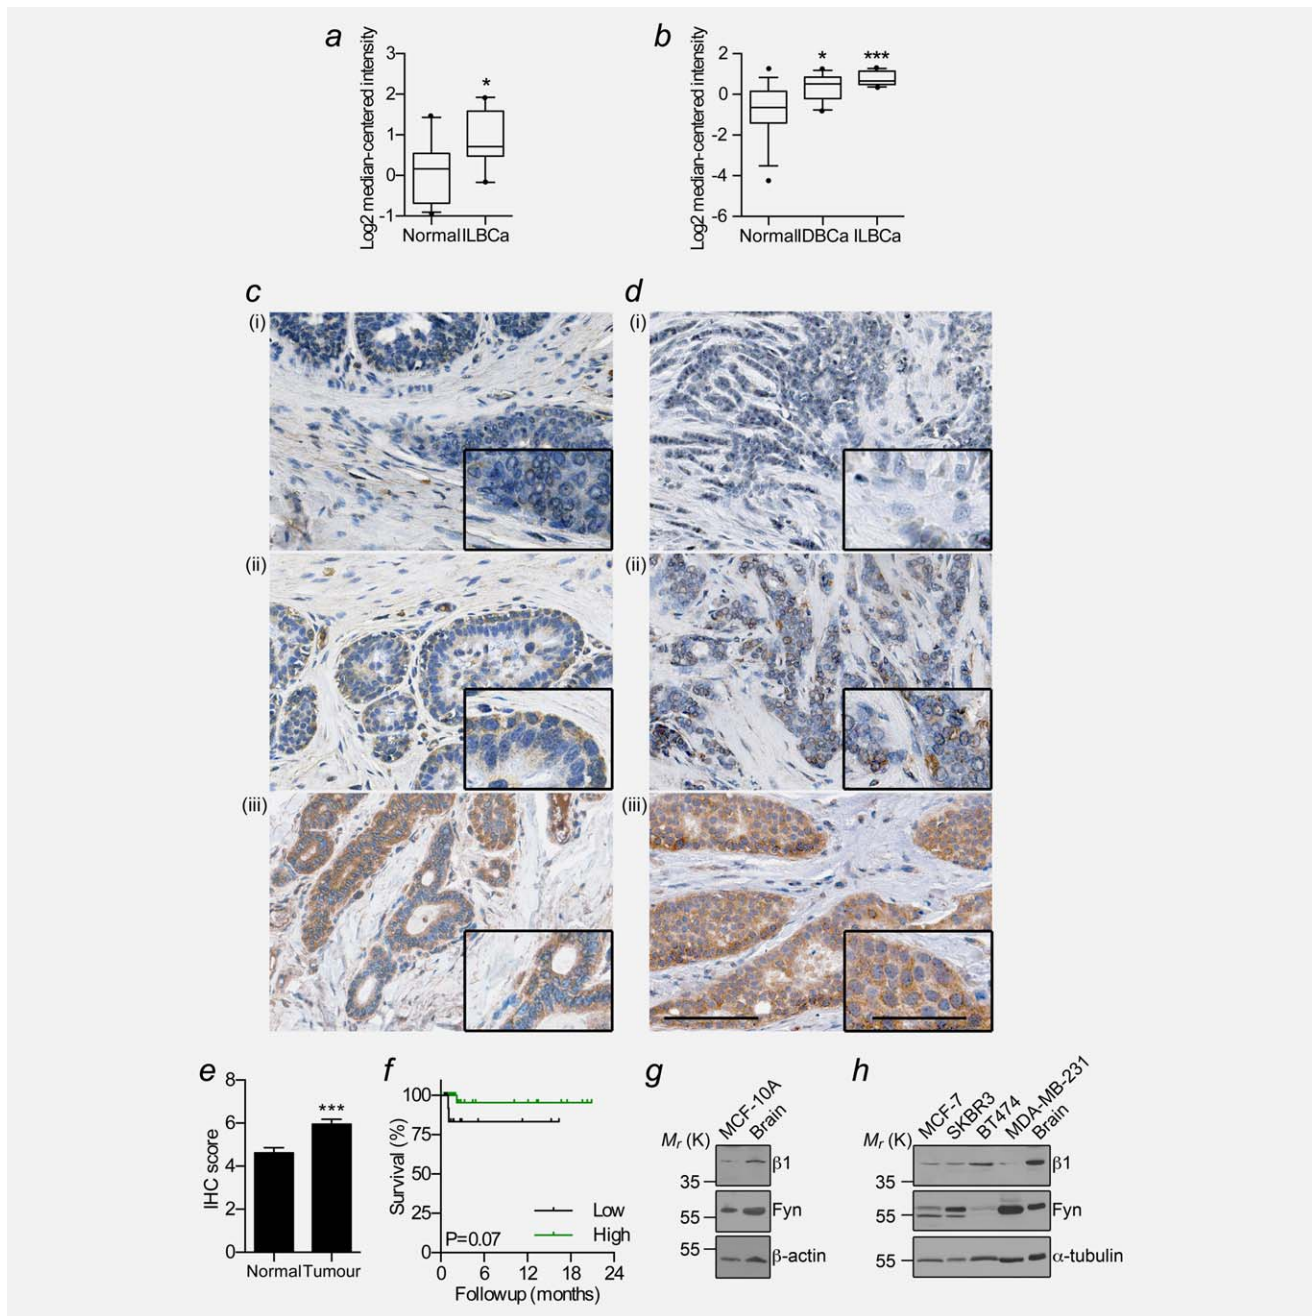 a
Log2 median-centered intensity
3
2
1
0
-1
*
Normal ILBCa
b
Log2 median-centered intensity
2
0
-2
-4
-6
* ***
Normal IDBCa ILBCa
c
(i)
(ii)
(iii)
d
(i)
(ii)
(iii)
e
IHC score
8
6
4
2
0
***
Normal Tumour
f
Survival (%)
100
75
50
25
0
Low
High
P=0.07
0 6 12 18 24
Followup (months)
g
MCF-10A
Brain
Mr (K)
β1
35
Fyn
55
55
β-actin
h
MCF-7
SKBR3
BT474
MDA-MB-231
Brain
Mr (K)
β1
35
Fyn
55
55
α-tubulin